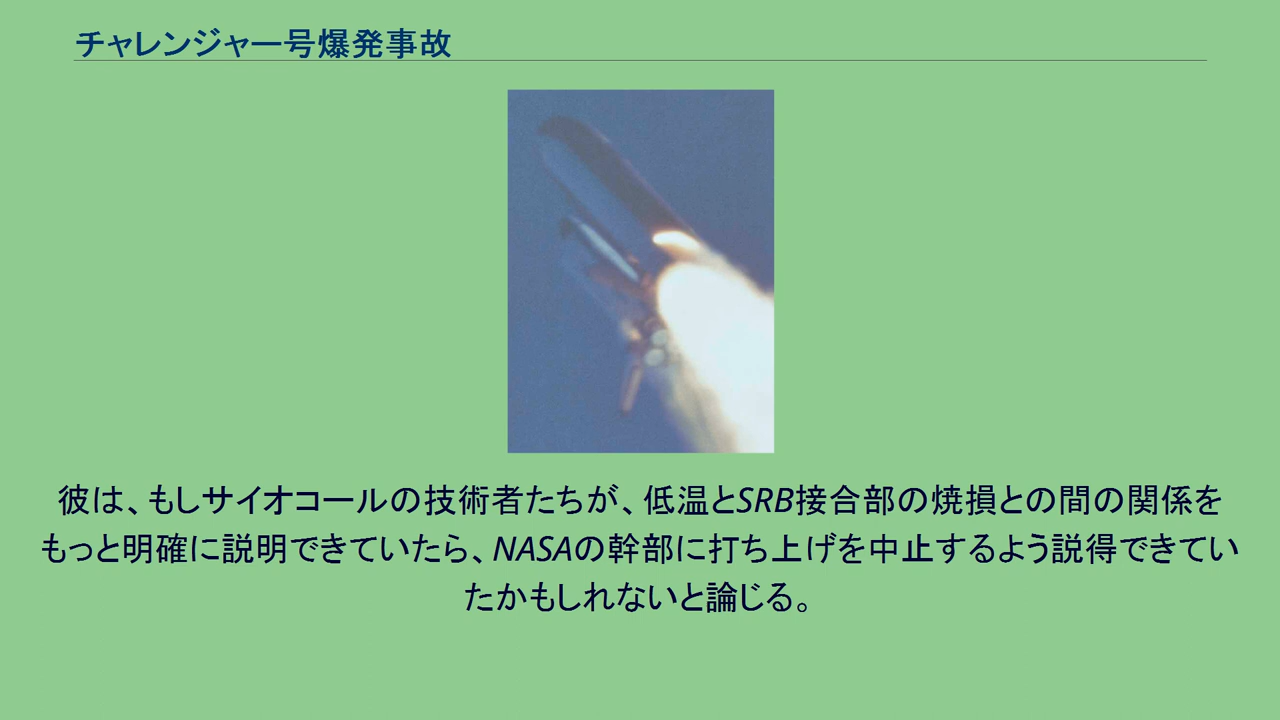 チャレンジャー号爆発事故
彼は、もしサイオコールの技術者たちが、低温とSRB接合部の焼損との間の関係を
もっと明確に説明できていたら、NASAの幹部に打ち上げを中止するよう説得できてい
たかもしれないと論じる。